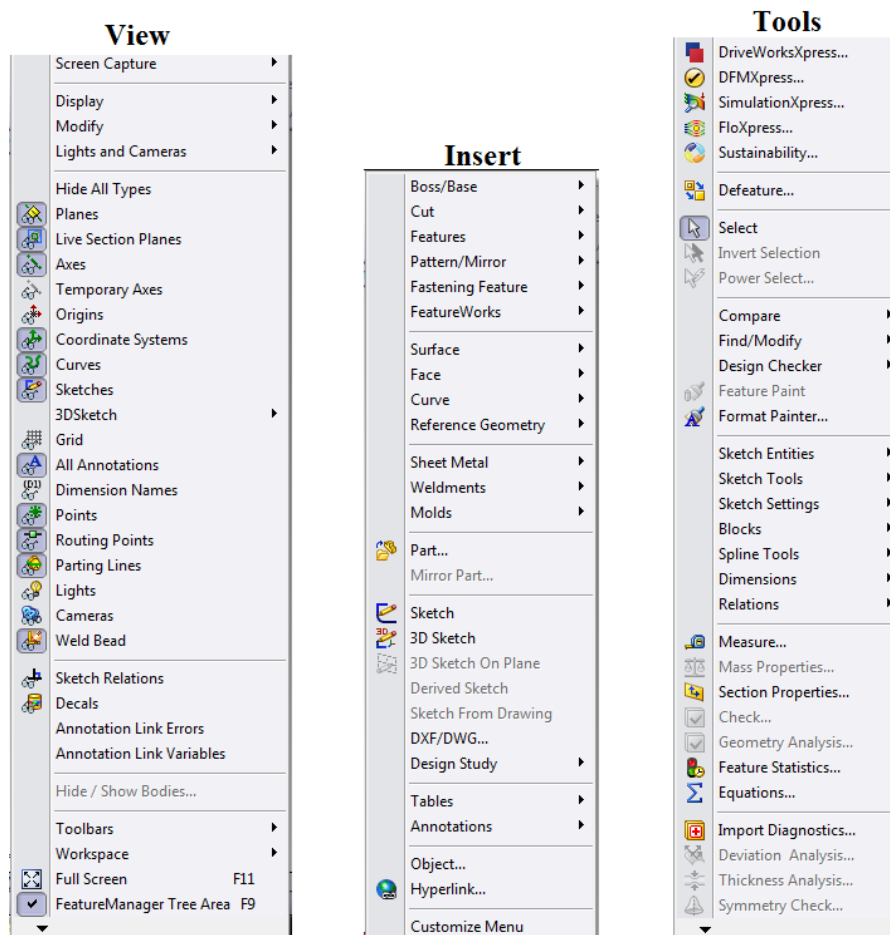 View
Screen Capture
Display
Modify
Lights and Cameras
Hide All Types
Planes
Live Section Planes
Axes
Temporary Axes
Origins
Coordinate Systems
Curves
Sketches
3DSketch
Grid
All Annotations
Dimension Names
Points
Routing Points
Parting Lines
Lights
Cameras
Weld Bead
Sketch Relations
Decals
Annotation Link Errors
Annotation Link Variables
Hide / Show Bodies...
Toolbars
Workspace
Full Screen F11
FeatureManager Tree Area F9
Insert
Boss/Base
Cut
Features
Pattern/Mirror
Fastening Feature
FeatureWorks
Surface
Face
Curve
Reference Geometry
Sheet Metal
Weldments
Molds
Part...
Mirror Part...
Sketch
3D Sketch
3D Sketch On Plane
Derived Sketch
Sketch From Drawing
DXF/DWG...
Design Study
Tables
Annotations
Object...
Hyperlink...
Customize Menu
Tools
DriveWorksXpress...
DFMXpress...
SimulationXpress...
FloXpress...
Sustainability...
Defeature...
Select
Invert Selection
Power Select...
Compare
Find/Modify
Design Checker
Feature Paint
Format Painter...
Sketch Entities
Sketch Tools
Sketch Settings
Blocks
Spline Tools
Dimensions
Relations
Measure...
Mass Properties...
Section Properties...
Check...
Geometry Analysis...
Feature Statistics...
Equations...
Import Diagnostics...
Deviation Analysis...
Thickness Analysis...
Symmetry Check...